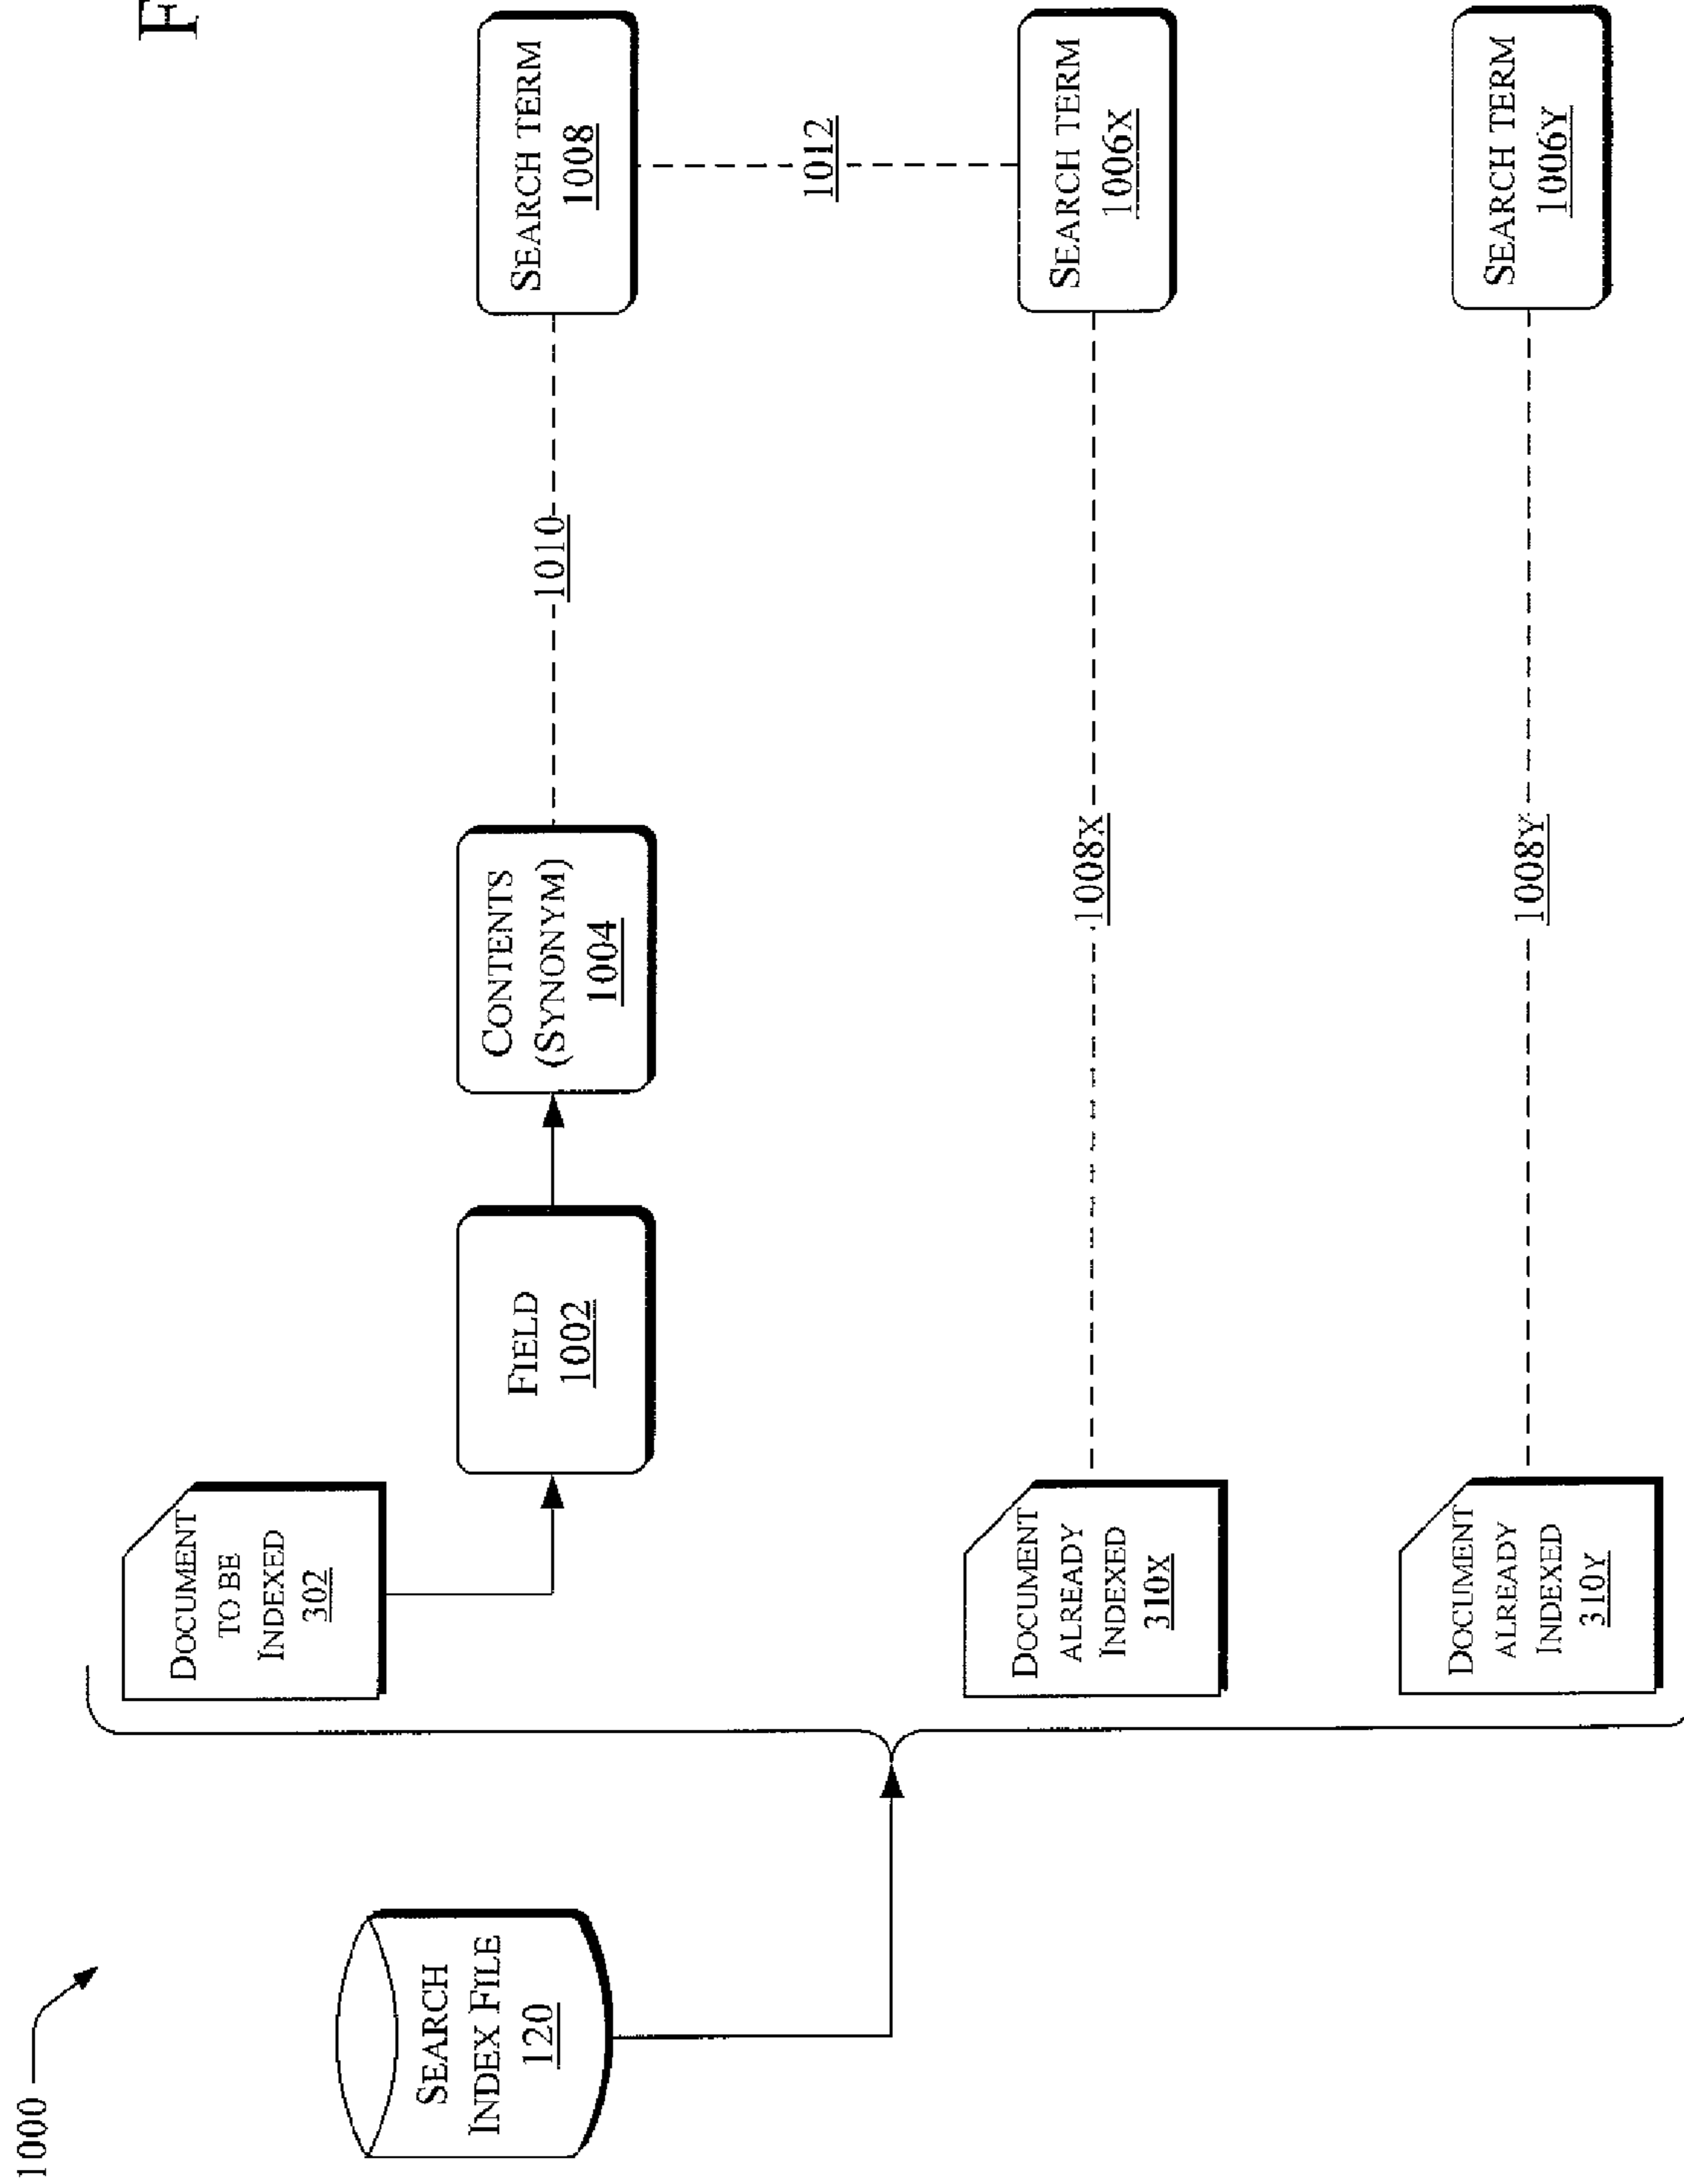 1000
F
DOCUMENT
TO BE
INDEXED
302
SEARCH
INDEX FILE
120
FIELD
1002
CONTENTS
(SYNONYM)
1004
1010
SEARCH TERM
1008
1012
DOCUMENT
ALREADY
INDEXED
310X
1008X
SEARCH TERM
1006X
DOCUMENT
ALREADY
INDEXED
310Y
1008Y
SEARCH TERM
1006Y